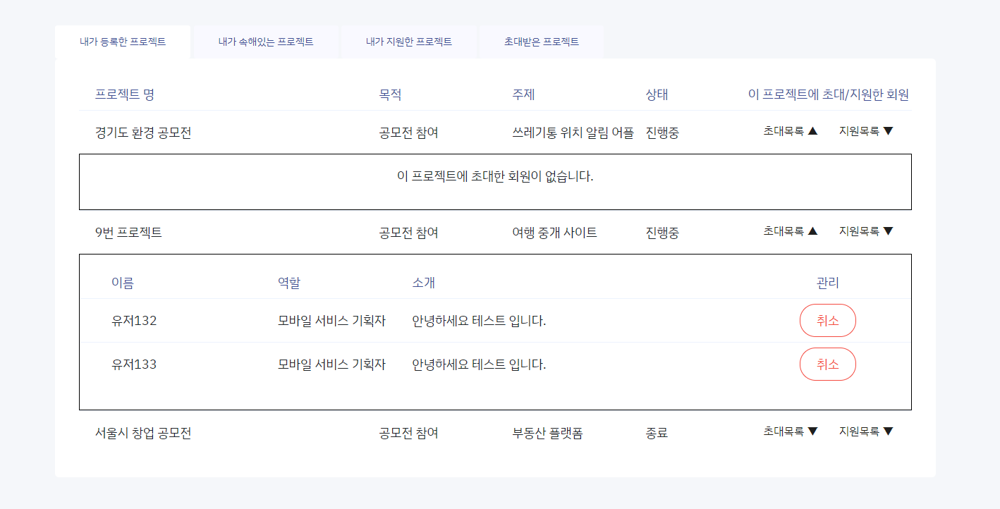 내가 등록한 프로젝트 내가 속해있는 프로젝트 내가 지원한 프로젝트 초대받은 프로젝트
프로젝트 명 목적 주제 상태 이 프로젝트에 초대/지원한 회원
경기도 환경 공모전 공모전 참여 쓰레기통 위치 알림 어플 진행중 초대목록 ▲ 지원목록 ▼
이 프로젝트에 초대한 회원이 없습니다.
9번 프로젝트 공모전 참여 여행 중개 사이트 진행중 초대목록 ▲ 지원목록 ▼
이름 역할 소개 관리
유저132 모바일 서비스 기획자 안녕하세요 테스트 입니다. 취소
유저133 모바일 서비스 기획자 안녕하세요 테스트 입니다. 취소
서울시 창업 공모전 공모전 참여 부동산 플랫폼 종료 초대목록 ▼ 지원목록 ▼